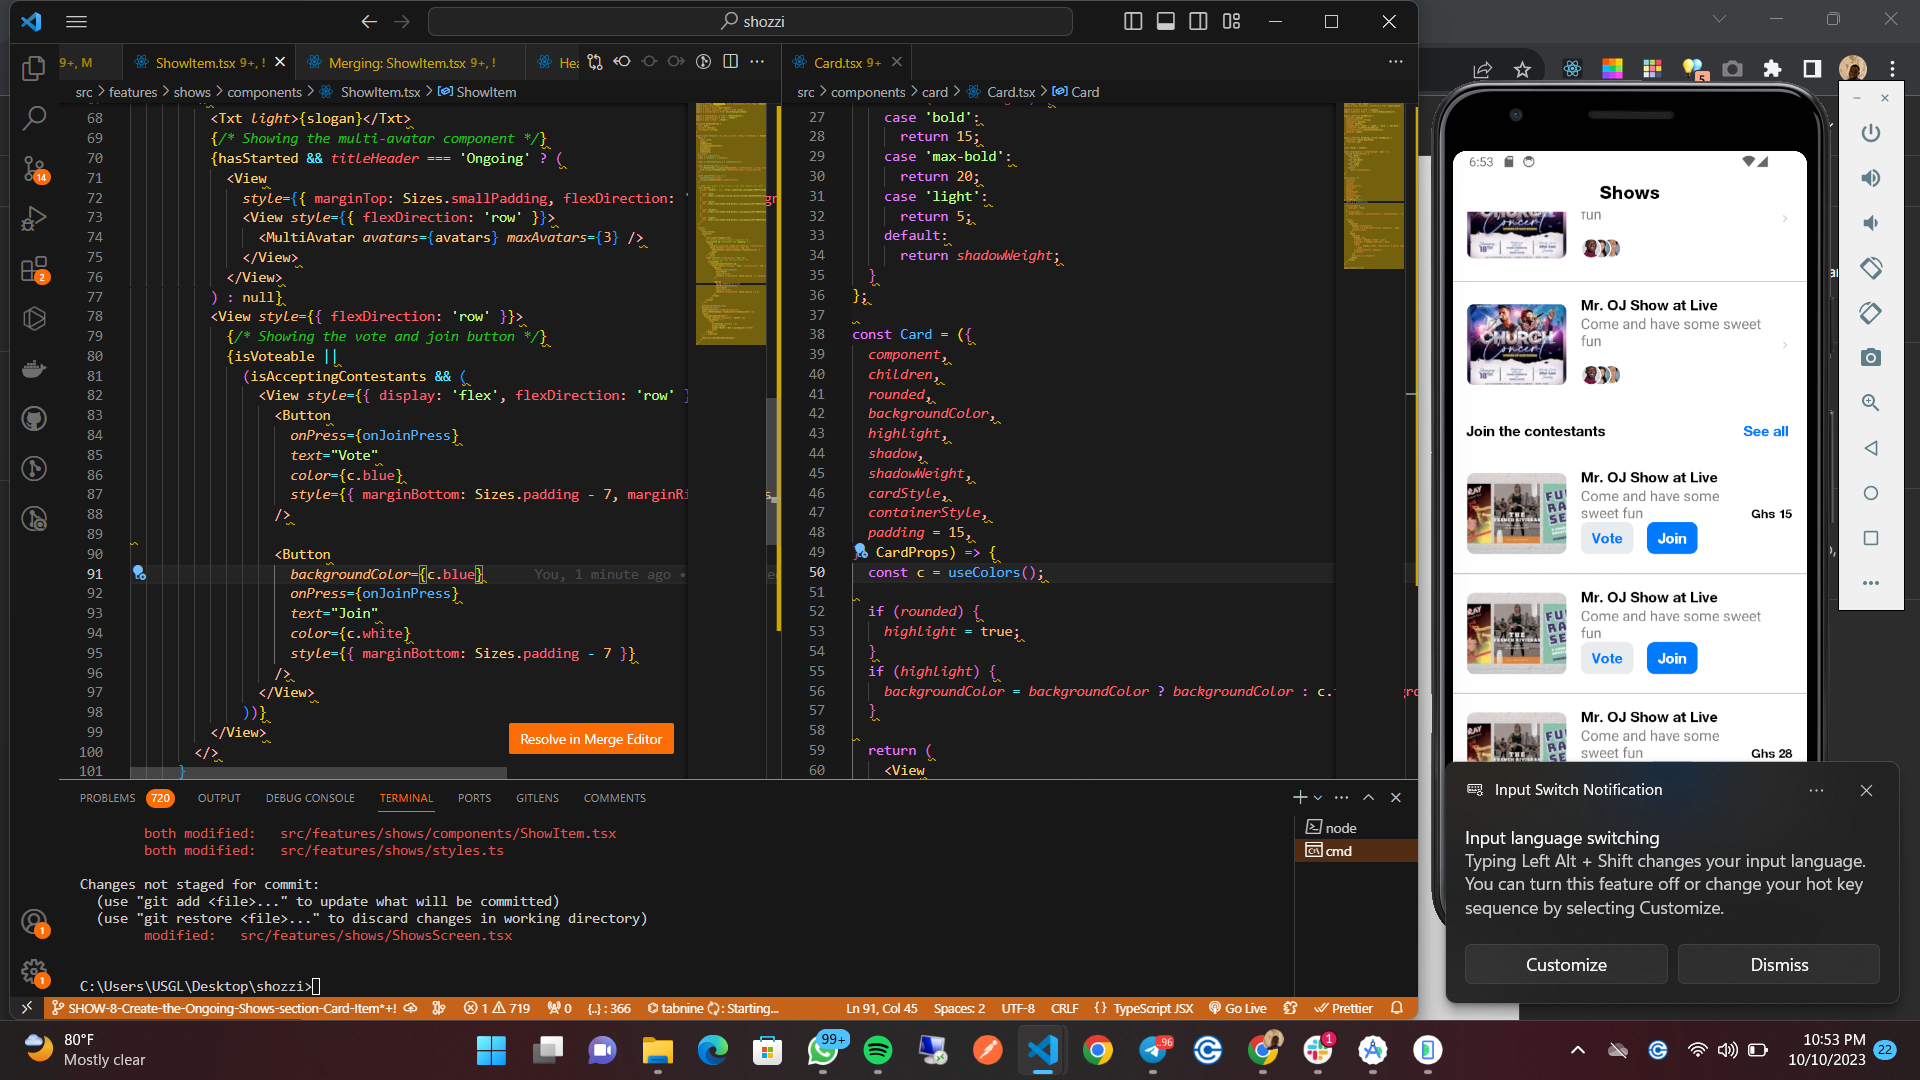 shozzi
9+, M
ShowItem.tsx 9+, !
Merging: ShowItem.tsx 9+, !
Hea
Card.tsx 9+
src > features > shows > components > ShowItem.tsx > ShowItem
src > components > card > Card.tsx > Card
68 <Txt light>{slogan}</Txt>
69 {/* Showing the multi-avatar component */}
70 {hasStarted && titleHeader === 'Ongoing' ? (
71 <View
72 style={{ marginTop: Sizes.smallPadding, flexDirection: '
73 <View style={{ flexDirection: 'row' }}>
74 <MultiAvatar avatars={avatars} maxAvatars={3} />
75 </View>
76 </View>
77 ) : null}
78 <View style={{ flexDirection: 'row' }}>
79 {/* Showing the vote and join button */}
80 {isVoteable ||
81 (isAcceptingContestants && (
82 <View style={{ display: 'flex', flexDirection: 'row' }
83 <Button
84 onPress={onJoinPress}
85 text="Vote"
86 color={c.blue}
87 style={{ marginBottom: Sizes.padding - 7, marginRi
88 />
89
90 <Button
91 backgroundColor={c.blue} You, 1 minute ago •
92 onPress={onJoinPress}
93 text="Join"
94 color={c.white}
95 style={{ marginBottom: Sizes.padding - 7 }}
96 />
97 </View>
98 ))}
99 </View>
100 </>
101 }
Resolve in Merge Editor
27 case 'bold':
28 return 15;
29 case 'max-bold':
30 return 20;
31 case 'light':
32 return 5;
33 default:
34 return shadowWeight;
35 }
36 };
37
38 const Card = ({
39 component,
40 children,
41 rounded,
42 backgroundColor,
43 highlight,
44 shadow,
45 shadowWeight,
46 cardStyle,
47 containerStyle,
48 padding = 15,
49 }: CardProps) => {
50 const c = useColors();
51
52 if (rounded) {
53 highlight = true;
54 }
55 if (highlight) {
56 backgroundColor = backgroundColor ? backgroundColor : c.
57 }
58
59 return (
60 <View
PROBLEMS 720 OUTPUT DEBUG CONSOLE TERMINAL PORTS GITLENS COMMENTS
both modified: src/features/shows/components/ShowItem.tsx
both modified: src/features/shows/styles.ts
Changes not staged for commit:
(use "git add <file>..." to update what will be committed)
(use "git restore <file>..." to discard changes in working directory)
modified: src/features/shows/ShowsScreen.tsx
C:\Users\USGL\Desktop\shozzi>
node
cmd
SHOW-8-Create-the-Ongoing-Shows-section-Card-Item*+! 1 719 0 {..} : 366 tabnine : Starting... Ln 91, Col 45 Spaces: 2 UTF-8 CRLF {} TypeScript JSX Go Live Prettier
14
2
1
1
5
6:53
Shows
fun
Mr. OJ Show at Live
Come and have some sweet
fun
CHURCH
Concert
Join the contestants See all
Mr. OJ Show at Live
Come and have some
sweet fun Ghs 15
Vote Join
Mr. OJ Show at Live
Come and have some sweet
fun
Vote Join
Mr. OJ Show at Live
Come and have some
sweet fun Ghs 28
Input Switch Notification
Input language switching
Typing Left Alt + Shift changes your input language.
You can turn this feature off or change your hot key
sequence by selecting Customize.
Customize Dismiss
80°F
Mostly clear
99+
96
1
10:53 PM
10/10/2023
22